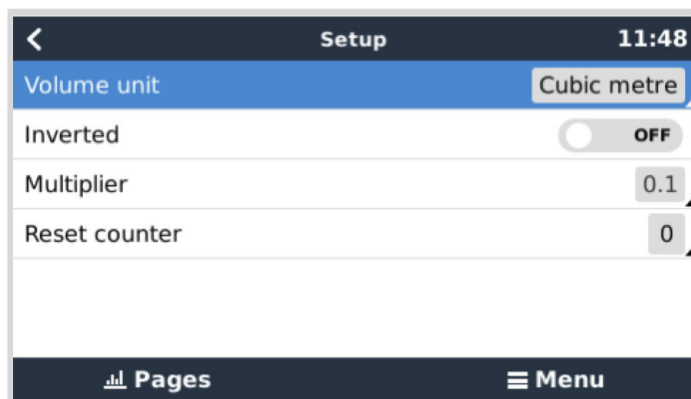 Setup 11:48
Volume unit Cubic metre
Inverted OFF
Multiplier 0.1
Reset counter 0
Pages Menu